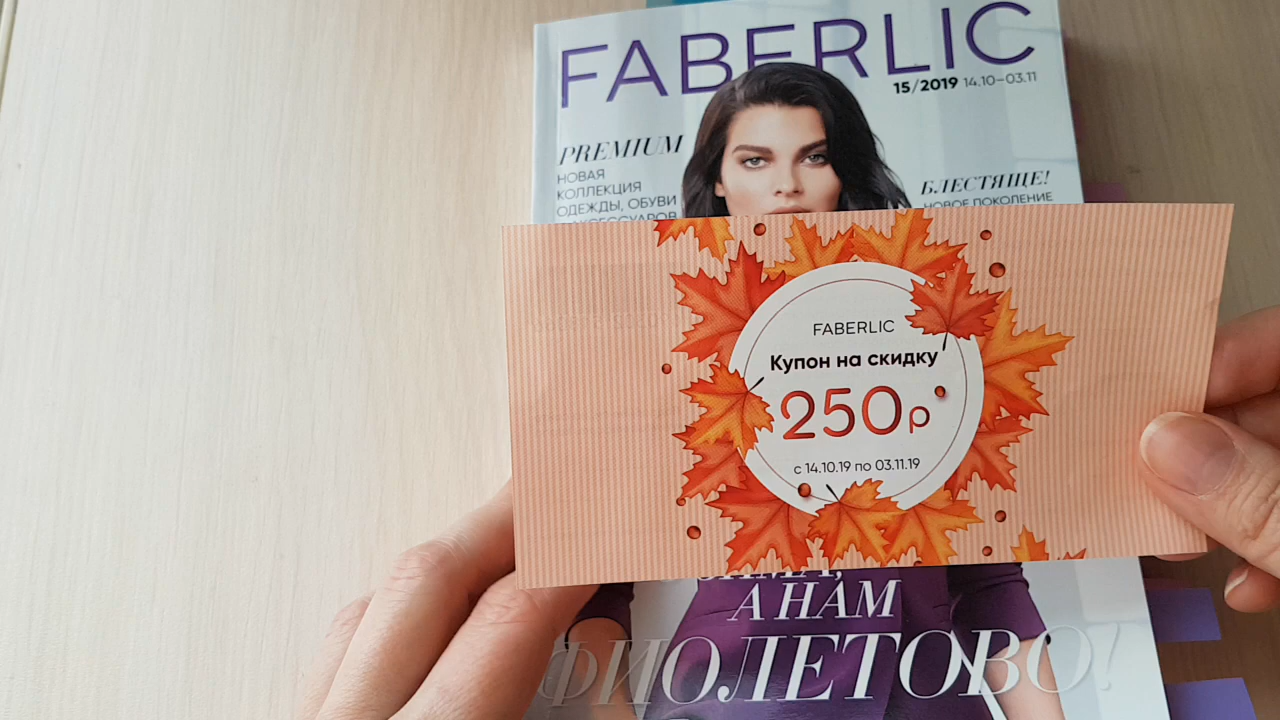 FABERLIC
15/2019 14.10–03.11
PREMIUM
НОВАЯ
КОЛЛЕКЦИЯ
ОДЕЖДЫ, ОБУВИ
АКСЕССУАРОВ
БЛЕСТЯЩЕ!
НОВОЕ ПОКОЛЕНИЕ
FABERLIC
Купон на скидку
250р
с 14.10.19 по 03.11.19
А НАМ
ФИОЛЕТОВО!